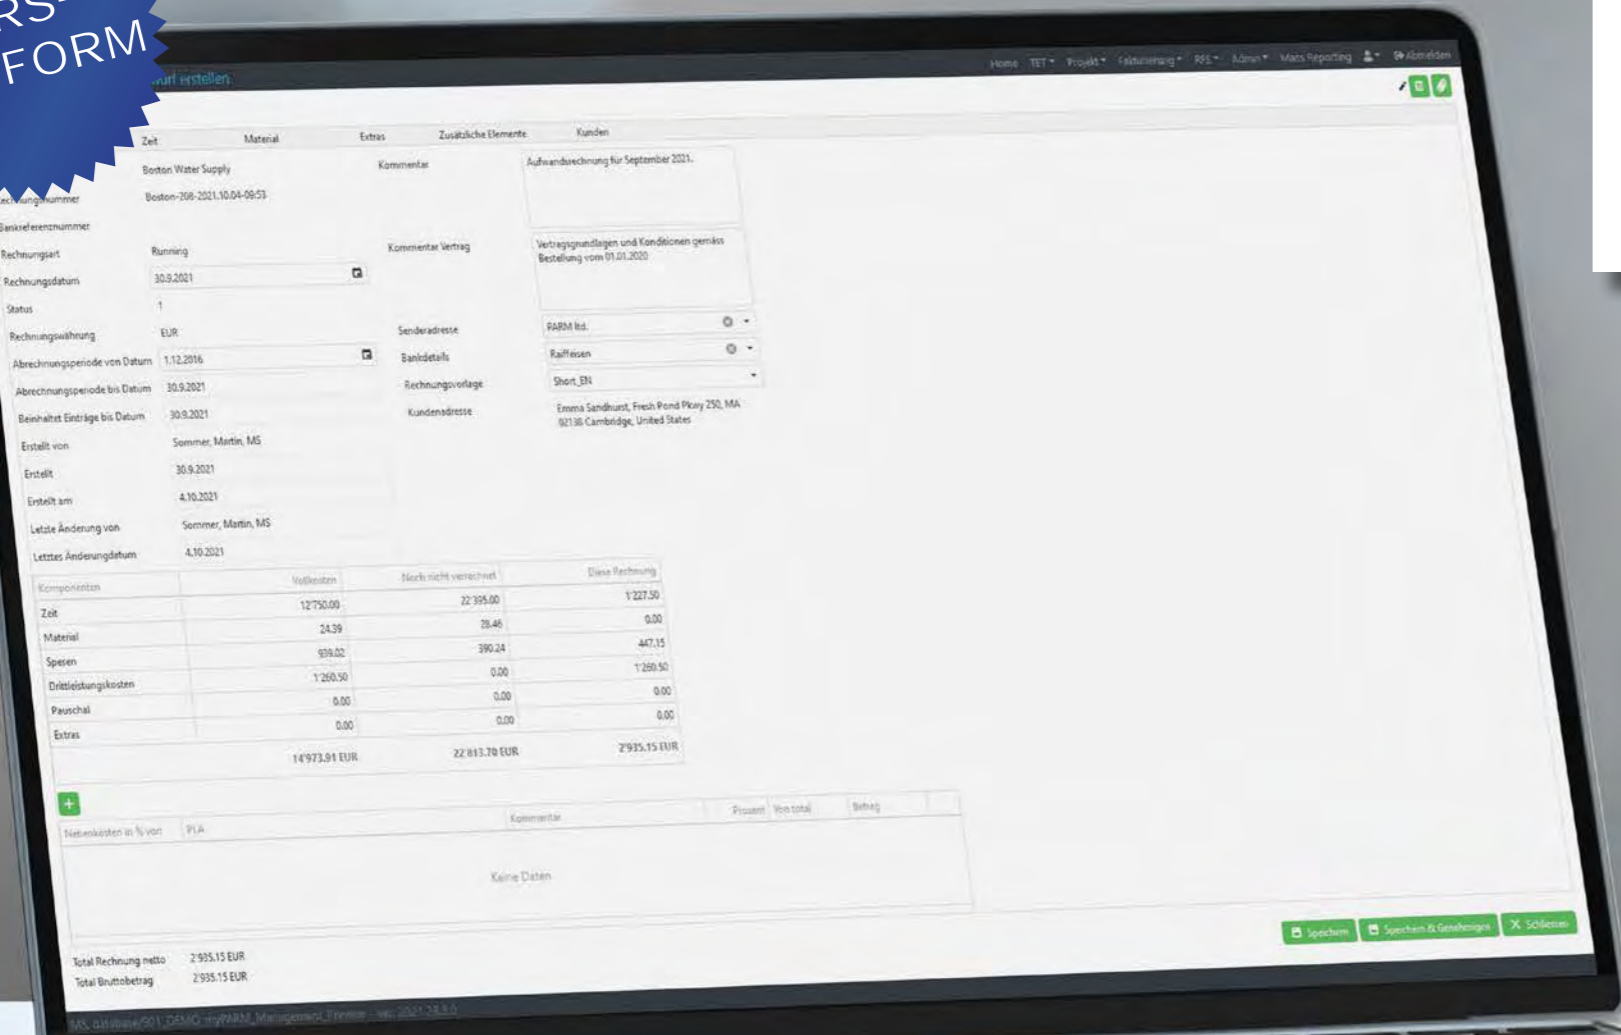 RS-
FORM
urf erstellen
Home TET Projekt Fakturierung RFS Admin Mats Reporting Abmelden
Zeit Material Extras Zusätzliche Elemente Kunden
Boston Water Supply
Kommentar Aufwandsrechnung für September 2021.
Boston-208-2021.10.04-09:53
Bankreferenznummer
Rechnungsart Running
Kommentar Vertrag Vertragsgrundlagen und Konditionen gemäss
Bestellung vom 01.01.2020
Rechnungsdatum 30.9.2021
Status 1
Rechnungswährung EUR
Senderadresse PARM ltd.
Abrechnungsperiode von Datum 1.12.2016
Bankdetails Raiffeisen
Abrechnungsperiode bis Datum 30.9.2021
Rechnungsvorlage Short_EN
Beinhaltet Einträge bis Datum 30.9.2021
Kundenadresse Emma Sandhurst, Fresh Pond Pkwy 250, MA
02138 Cambridge, United States
Erstellt von Sommer, Martin, MS
Erstellt 30.9.2021
Erstellt am 4.10.2021
Letzte Änderung von Sommer, Martin, MS
Letztes Änderungdatum 4.10.2021
Komponenten Vollkosten Noch nicht verrechnet Diese Rechnung
Zeit 12'750.00 22'395.00 1'227.50
Material 24.39 28.46 0.00
Spesen 939.02 390.24 447.15
Drittleistungskosten 1'260.50 0.00 1'260.50
Pauschal 0.00 0.00 0.00
Extras 0.00 0.00 0.00
14'973.91 EUR 22'813.70 EUR 2'935.15 EUR
Nebenkosten in % von PLA Kommentar Prozent Von total Betrag
Keine Daten
Speichern Speichern & Genehmigen Schliessen
Total Rechnung netto 2'935.15 EUR
Total Bruttobetrag 2'935.15 EUR